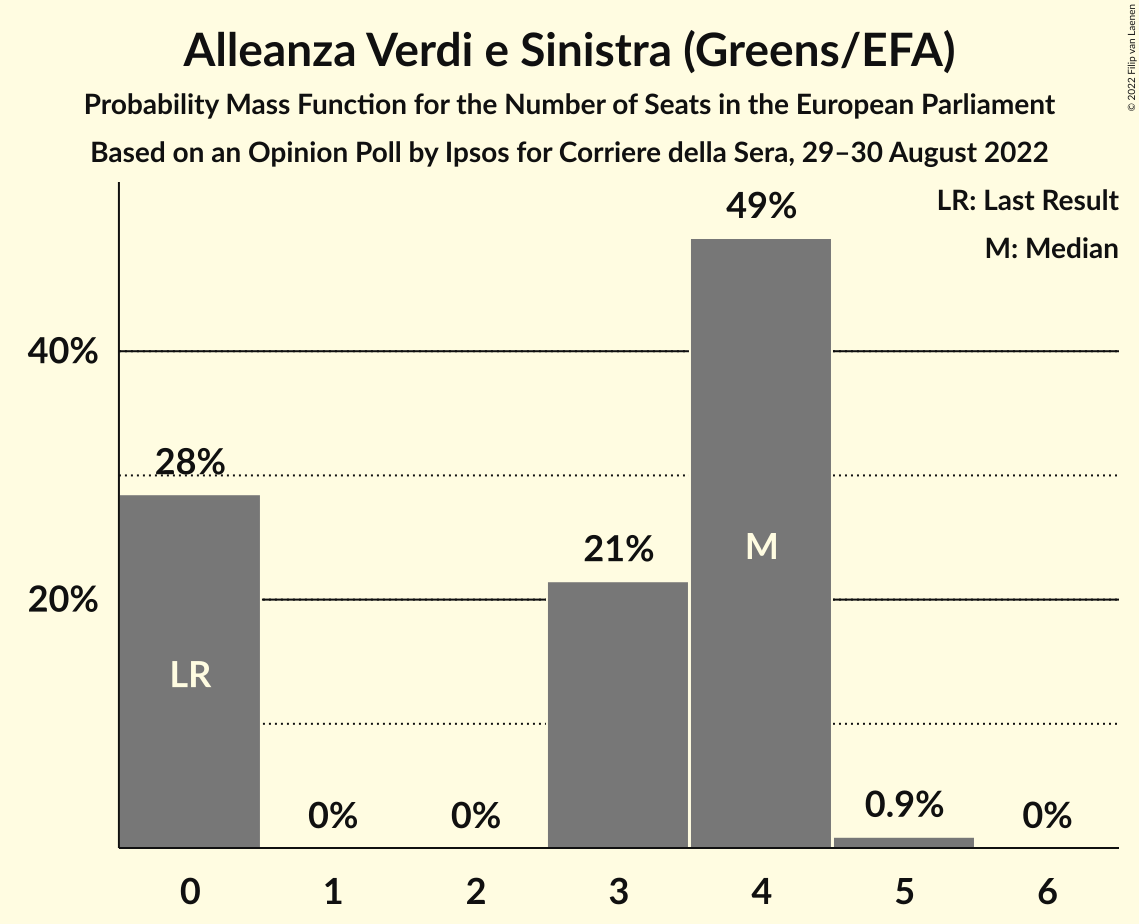 Alleanza Verdi e Sinistra (Greens/EFA)
Probability Mass Function for the Number of Seats in the European Parliament
Based on an Opinion Poll by Ipsos for Corriere della Sera, 29–30 August 2022
© 2022 Filip van Laenen
LR: Last Result
M: Median
49%
40%
28%
21%
M
20%
LR
0%
0%
0.9%
0%
0 1 2 3 4 5 6